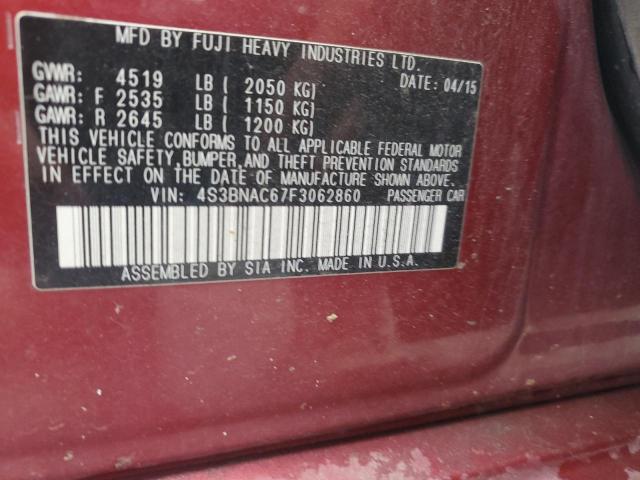 MFD BY FUJI HEAVY INDUSTRIES LTD.
GVWR: 4519 LB ( 2050 KG) DATE: 04/15
GAWR: F 2535 LB ( 1150 KG)
GAWR: R 2645 LB ( 1200 KG)
THIS VEHICLE CONFORMS TO ALL APPLICABLE FEDERAL MOTOR
VEHICLE SAFETY, BUMPER, AND THEFT PREVENTION STANDARDS
IN EFFECT ON THE DATE OF MANUFACTURE SHOWN ABOVE.
VIN: 4S3BNAC67F3062860 PASSENGER CAR
ASSEMBLED BY SIA INC. MADE IN U.S.A.